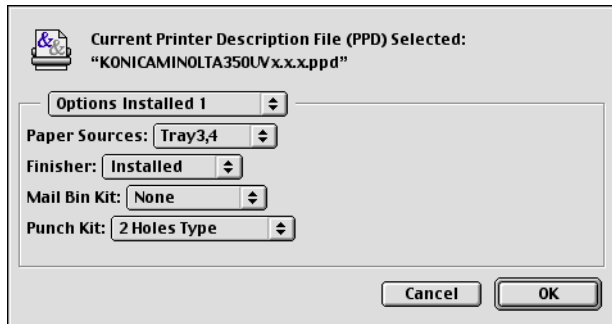 Current Printer Description File (PPD) Selected:
“KONICAMINOLTA350UVx.x.x.ppd”
Options Installed 1
Paper Sources: Tray3,4
Finisher: Installed
Mail Bin Kit: None
Punch Kit: 2 Holes Type
Cancel OK